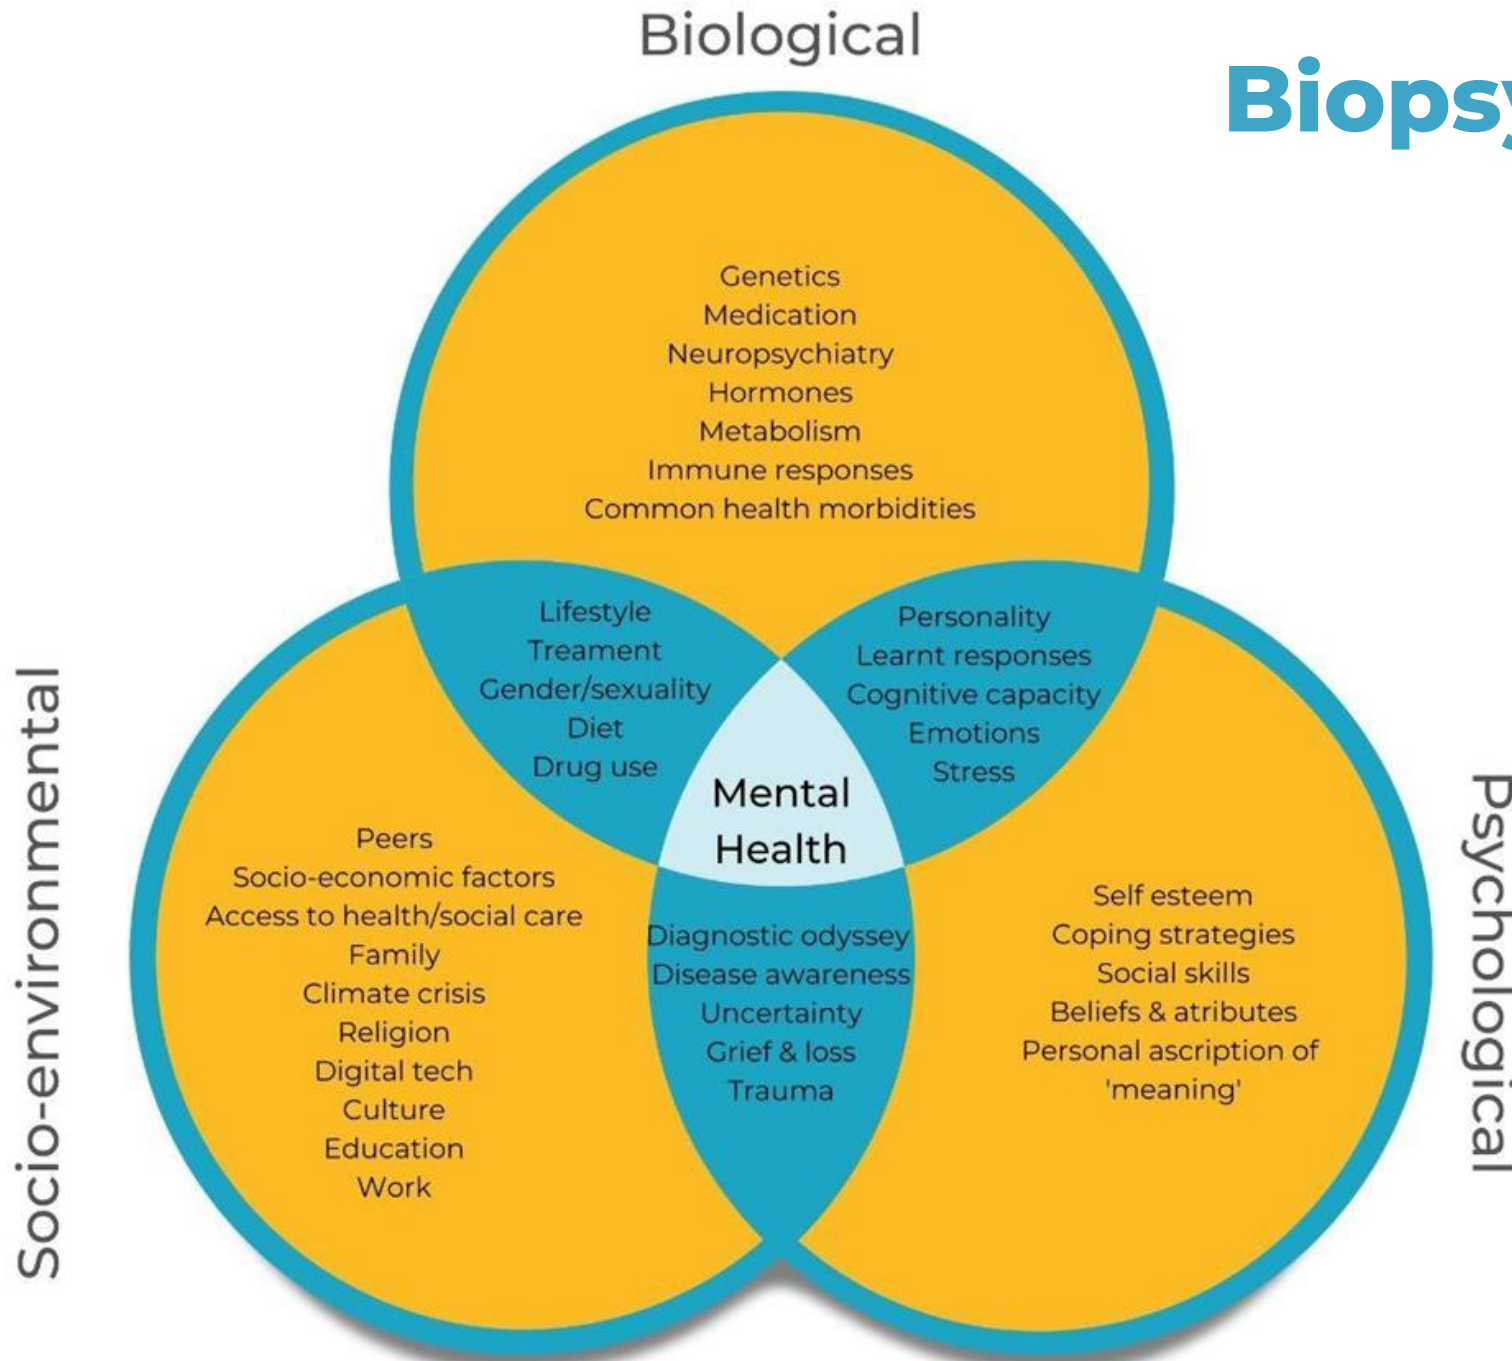 Biological
Biopsy
Genetics
Medication
Neuropsychiatry
Hormones
Metabolism
Immune responses
Common health morbidities
Lifestyle
Treament
Gender/sexuality
Diet
Drug use
Personality
Learnt responses
Cognitive capacity
Emotions
Stress
Mental
Health
Socio-environmental
Peers
Socio-economic factors
Access to health/social care
Family
Climate crisis
Religion
Digital tech
Culture
Education
Work
Diagnostic odyssey
Disease awareness
Uncertainty
Grief & loss
Trauma
Self esteem
Coping strategies
Social skills
Beliefs & atributes
Personal ascription of
'meaning'
Psychological